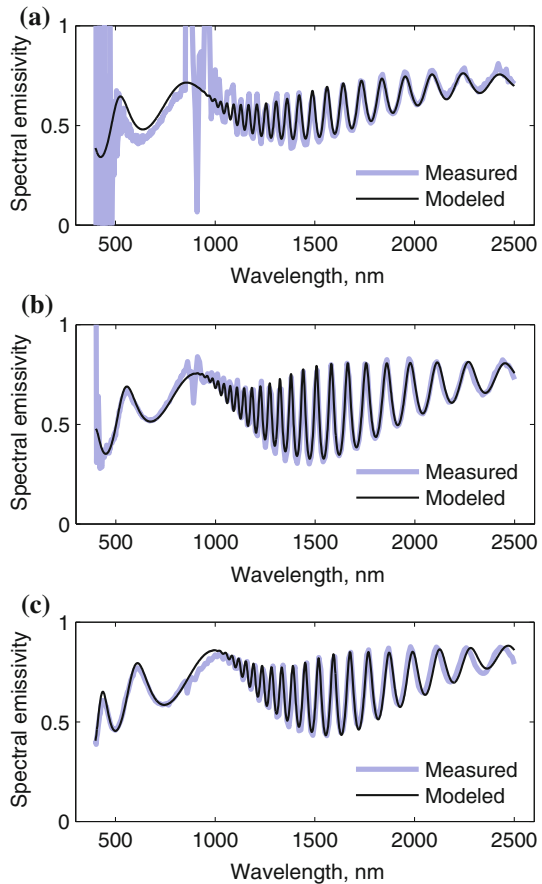 (a)
1
0.5
0
Spectral emissivity
Measured
Modeled
500 1000 1500 2000 2500
Wavelength, nm
(b)
1
0.5
0
Spectral emissivity
Measured
Modeled
500 1000 1500 2000 2500
Wavelength, nm
(c)
1
0.5
0
Spectral emissivity
Measured
Modeled
500 1000 1500 2000 2500
Wavelength, nm